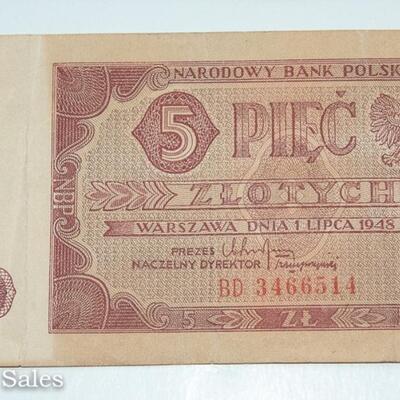 NARODOWY BANK POLSK
NBP
5 PIĘĆ
ZŁOTYCH
WARSZAWA DNIA 1 LIPCA 1948
PREZES
NACZELNY DYREKTOR
BD 3466514
5 ZŁ
Sales